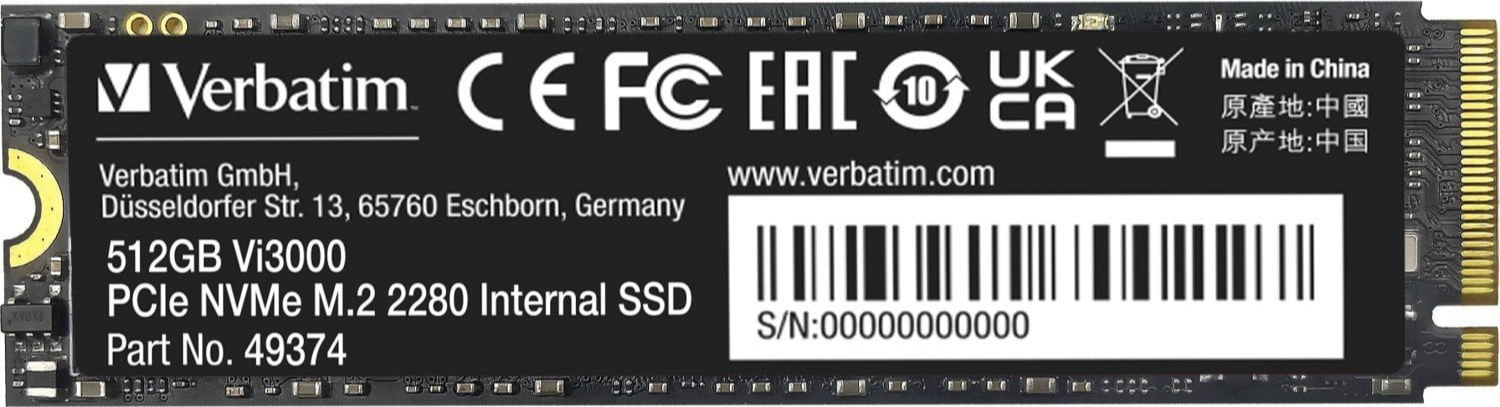 Verbatim™
CE FC EAC 10 UK CA
Made in China
原產地:中國
原产地:中国
Verbatim GmbH,
Düsseldorfer Str. 13, 65760 Eschborn, Germany
512GB Vi3000
PCIe NVMe M.2 2280 Internal SSD
Part No. 49374
www.verbatim.com
S/N:00000000000